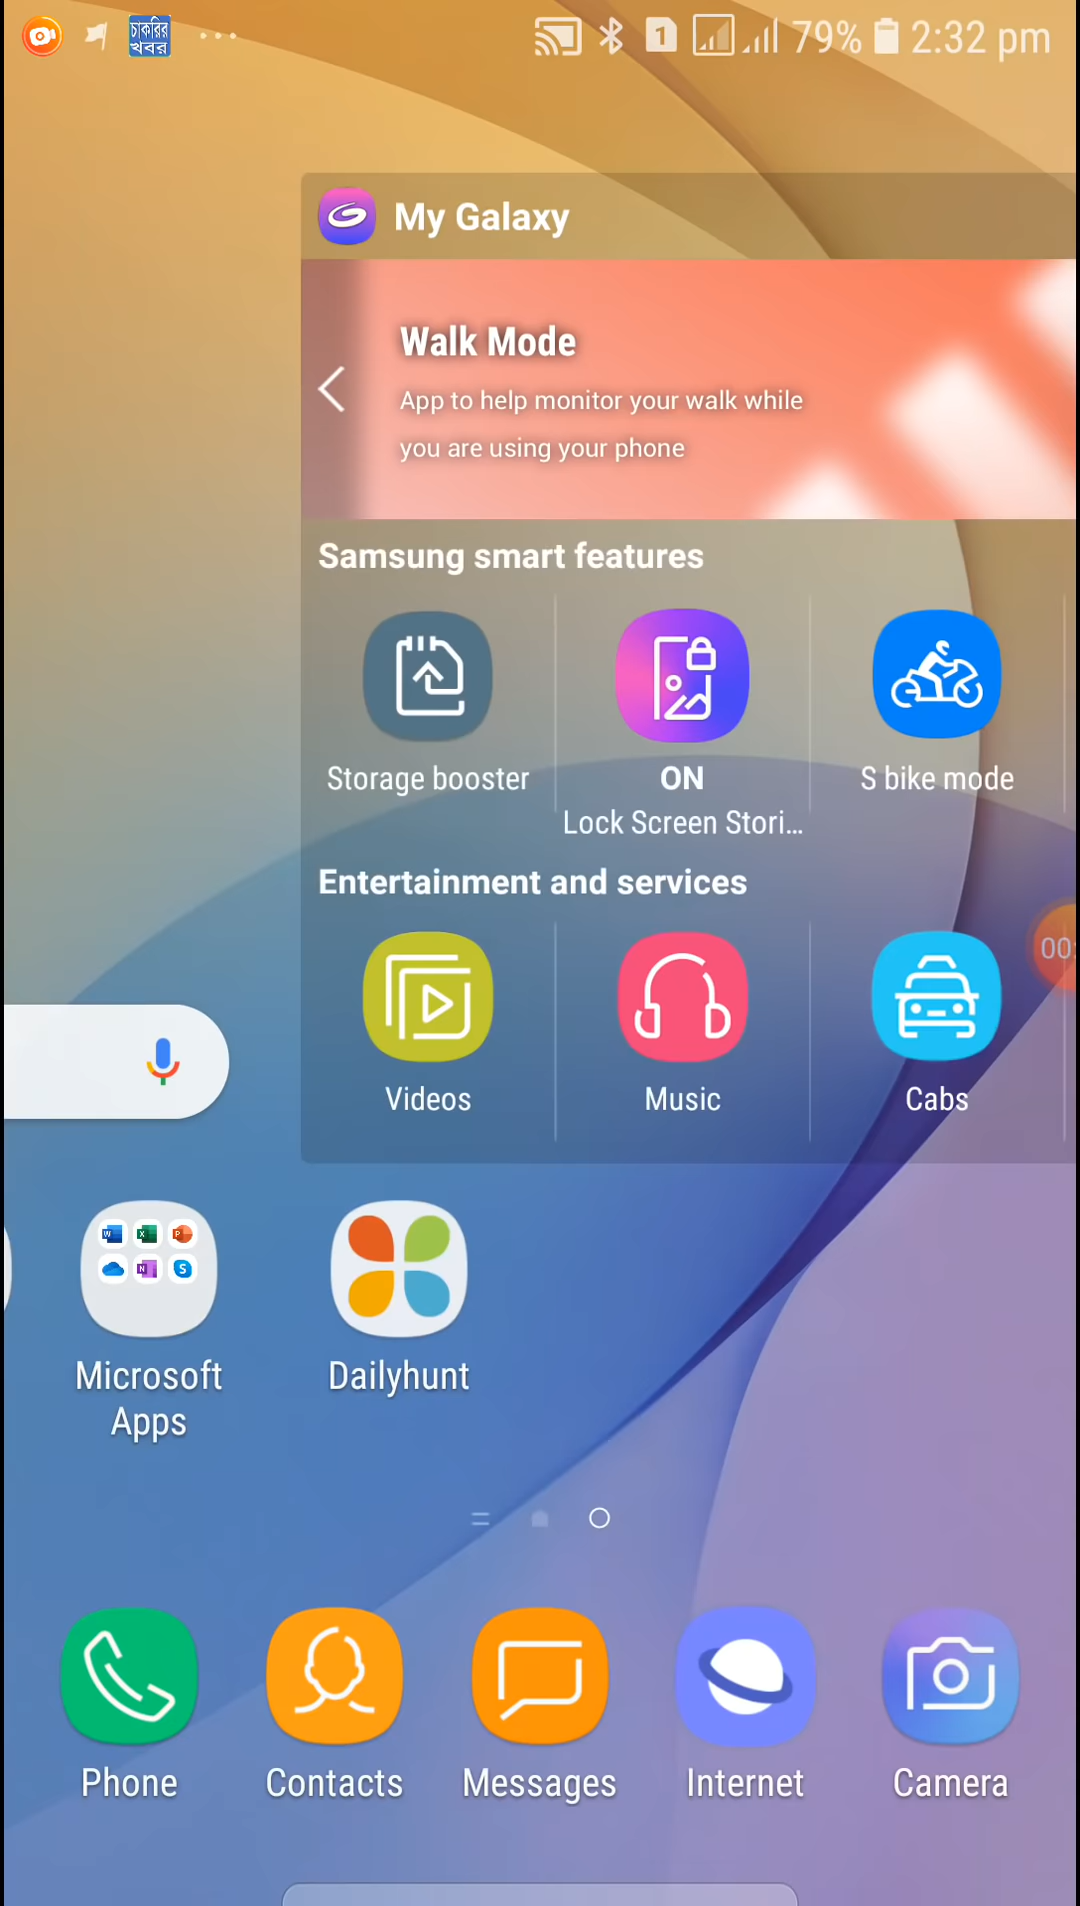 চাকরির
খবর
1
79%
2:32 pm
My Galaxy
Walk Mode
App to help monitor your walk while
you are using your phone
Samsung smart features
Storage booster
ON
Lock Screen Stori...
S bike mode
Entertainment and services
00:
Videos
Music
Cabs
W
X
P
N
S
Microsoft
Apps
Dailyhunt
Phone
Contacts
Messages
Internet
Camera